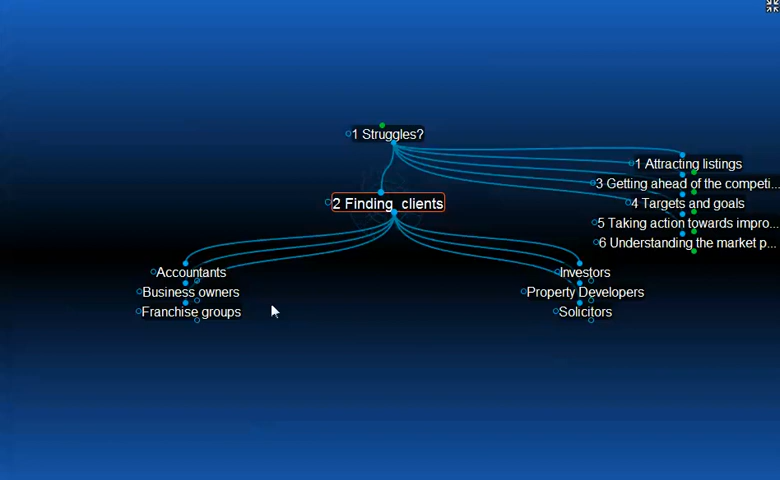 1 Struggles?
1 Attracting listings
3 Getting ahead of the competi...
2 Finding clients
4 Targets and goals
5 Taking action towards impro...
6 Understanding the market p...
Accountants
Business owners
Franchise groups
Investors
Property Developers
Solicitors